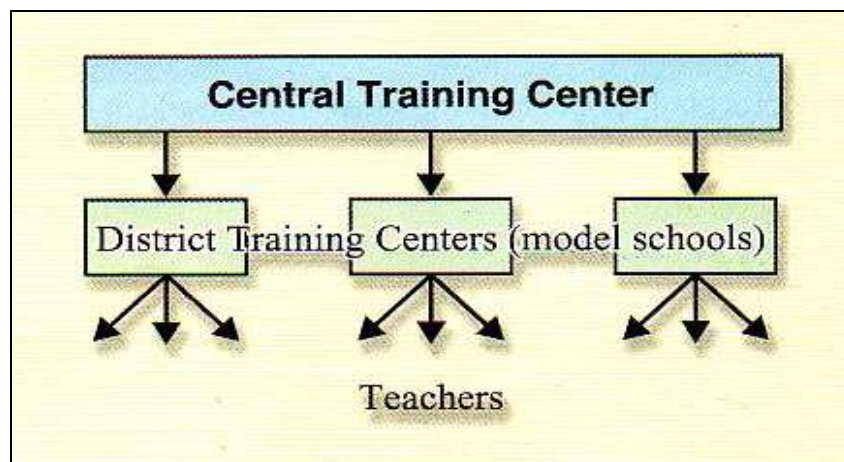 Central Training Center
District Training Centers (model schools)
Teachers